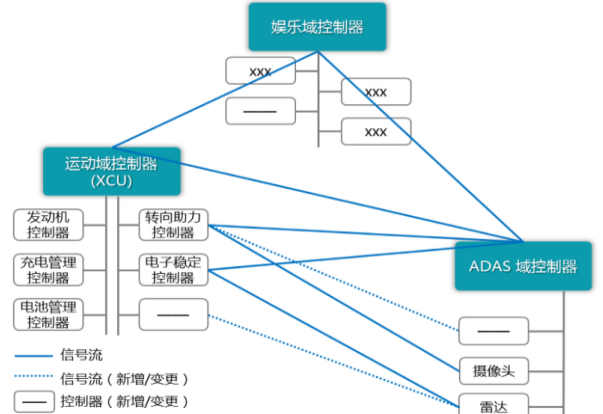 娱乐域控制器
xxx
xxx
——
xxx
运动域控制器
(XCU)
发动机
控制器
转向助力
控制器
充电管理
控制器
电子稳定
控制器
电池管理
控制器
——
ADAS 域控制器
——
摄像头
雷达
信号流
信号流（新增/变更）
——
控制器（新增/变更）